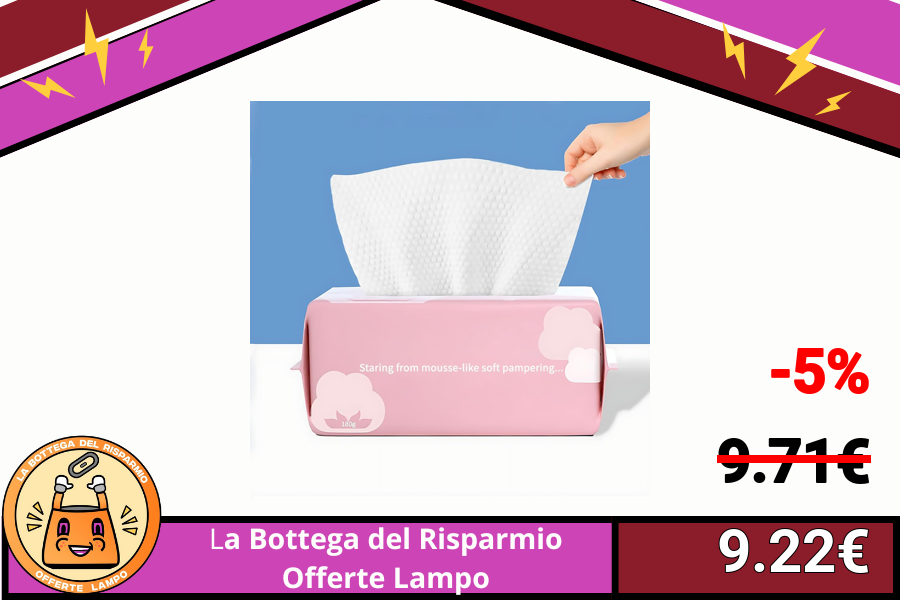 Staring from mousse-like soft pampering...
180g
-5%
9.71€
LA BOTTEGA DEL RISPARMIO
OFFERTE LAMPO
La Bottega del Risparmio
Offerte Lampo
9.22€